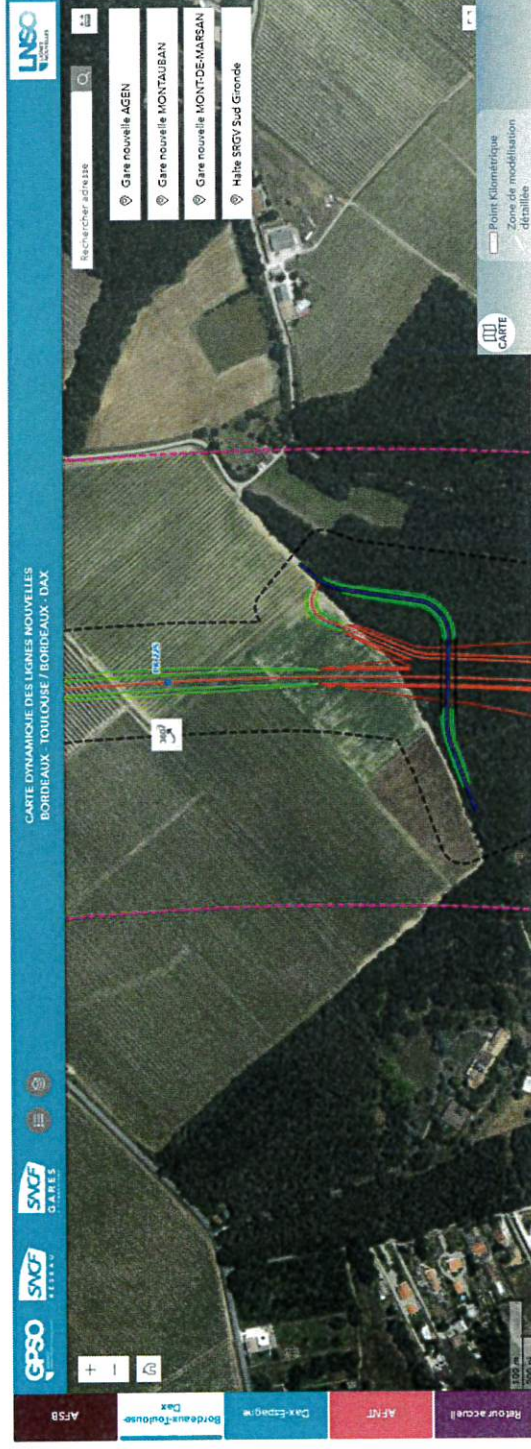 GPSO
SNCF
RÉSEAU
SNCF
GARES
CARTE DYNAMIQUE DES LIGNES NOUVELLES
BORDEAUX - TOULOUSE / BORDEAUX - DAX
LNSO
LIGNES
NOUVELLES
AFSB
Bordeaux-Toulouse-
Dax
Dax-Espagne
AFNT
Retour accueil
+
−
Rechercher adresse
Gare nouvelle AGEN
Gare nouvelle MONTAUBAN
Gare nouvelle MONT-DE-MARSAN
Halte SRGV Sud Gironde
360°
CARTE
Point Kilométrique
Zone de modélisation
détaillée